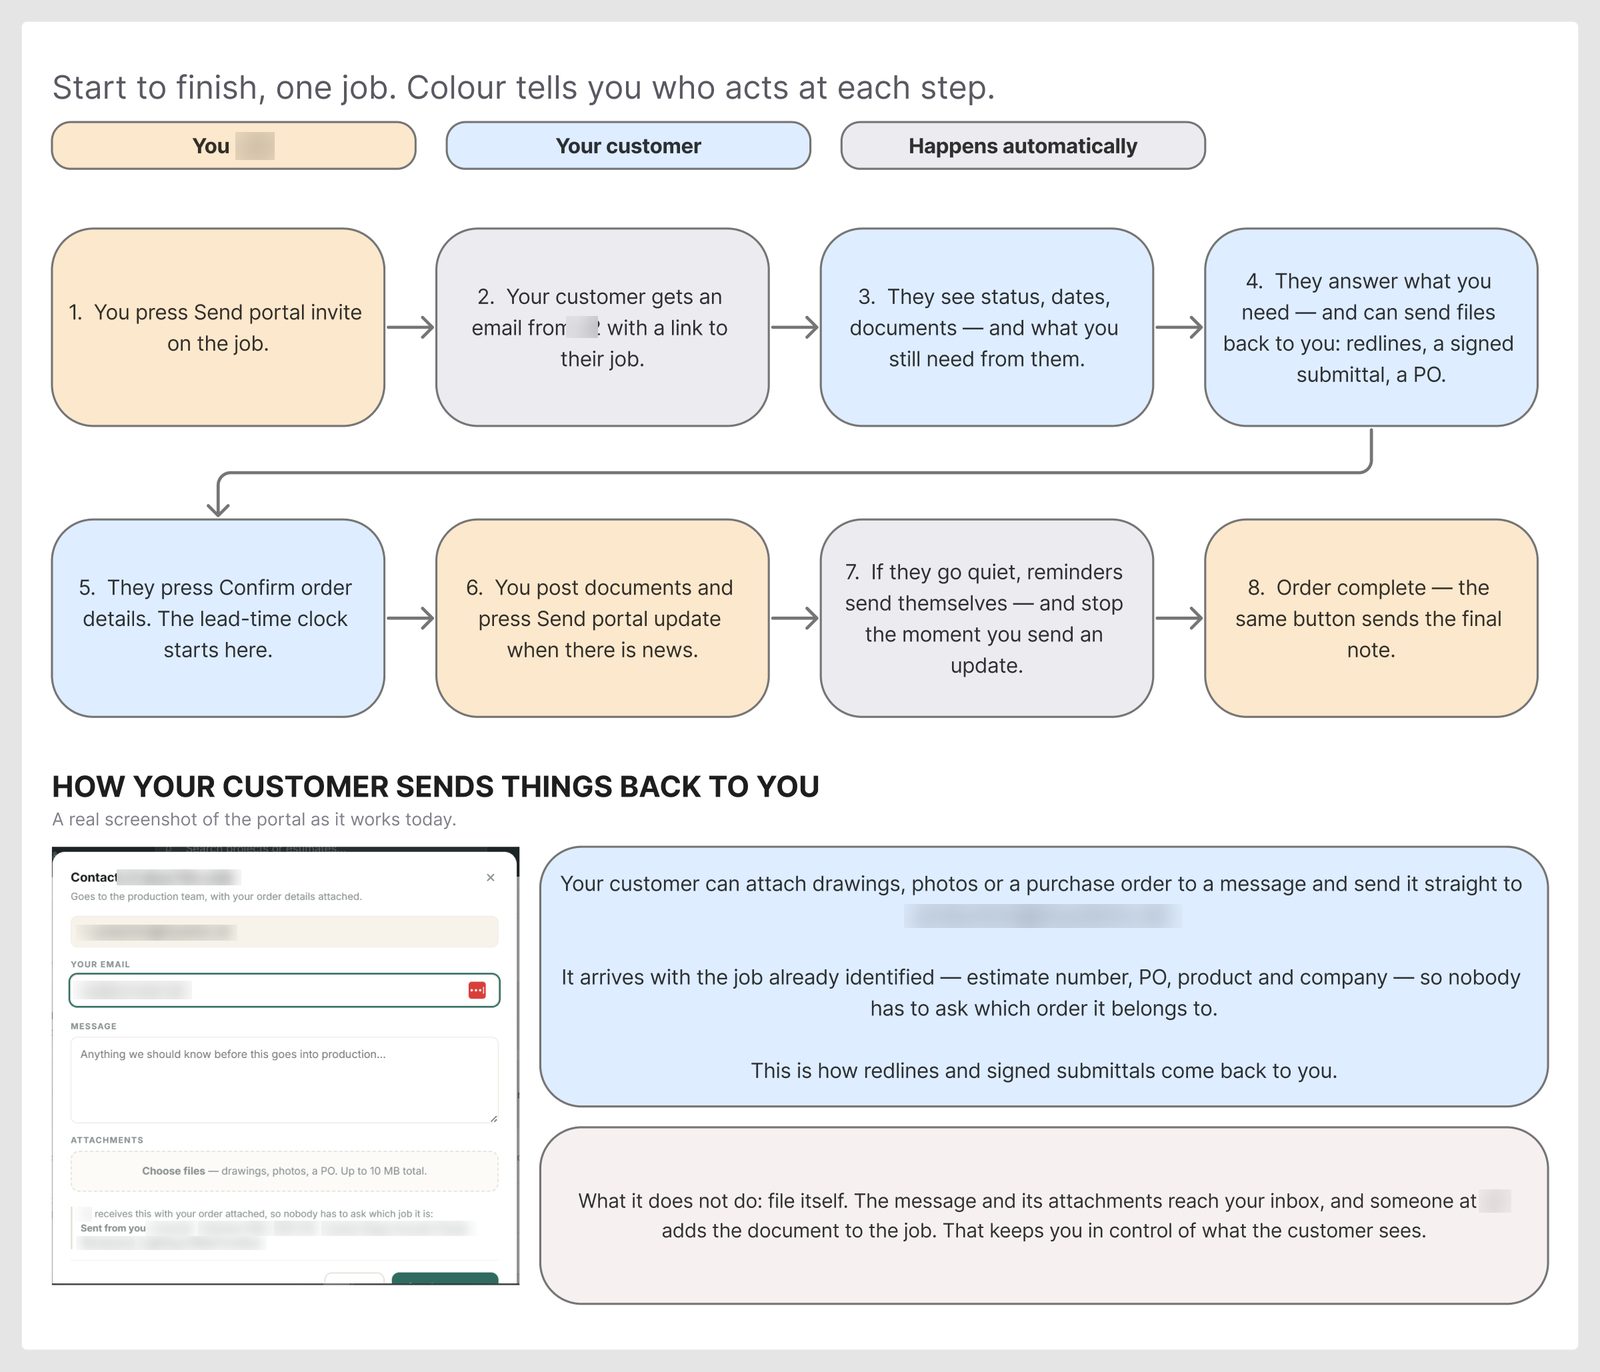 Start to finish, one job. Colour tells you who acts at each step.
You
Your customer
Happens automatically
1. You press Send portal invite
on the job.
2. Your customer gets an
email from with a link to
their job.
3. They see status, dates,
documents — and what you
still need from them.
4. They answer what you
need — and can send files
back to you: redlines, a signed
submittal, a PO.
5. They press Confirm order
details. The lead-time clock
starts here.
6. You post documents and
press Send portal update
when there is news.
7. If they go quiet, reminders
send themselves — and stop
the moment you send an
update.
8. Order complete — the
same button sends the final
note.
HOW YOUR CUSTOMER SENDS THINGS BACK TO YOU
A real screenshot of the portal as it works today.
Search projects or estimates...
Contact
Goes to the production team, with your order details attached.
YOUR EMAIL
MESSAGE
Anything we should know before this goes into production...
ATTACHMENTS
Choose files — drawings, photos, a PO. Up to 10 MB total.
receives this with your order attached, so nobody has to ask which job it is:
Sent from you
Your customer can attach drawings, photos or a purchase order to a message and send it straight to
It arrives with the job already identified — estimate number, PO, product and company — so nobody
has to ask which order it belongs to.
This is how redlines and signed submittals come back to you.
What it does not do: file itself. The message and its attachments reach your inbox, and someone at
adds the document to the job. That keeps you in control of what the customer sees.